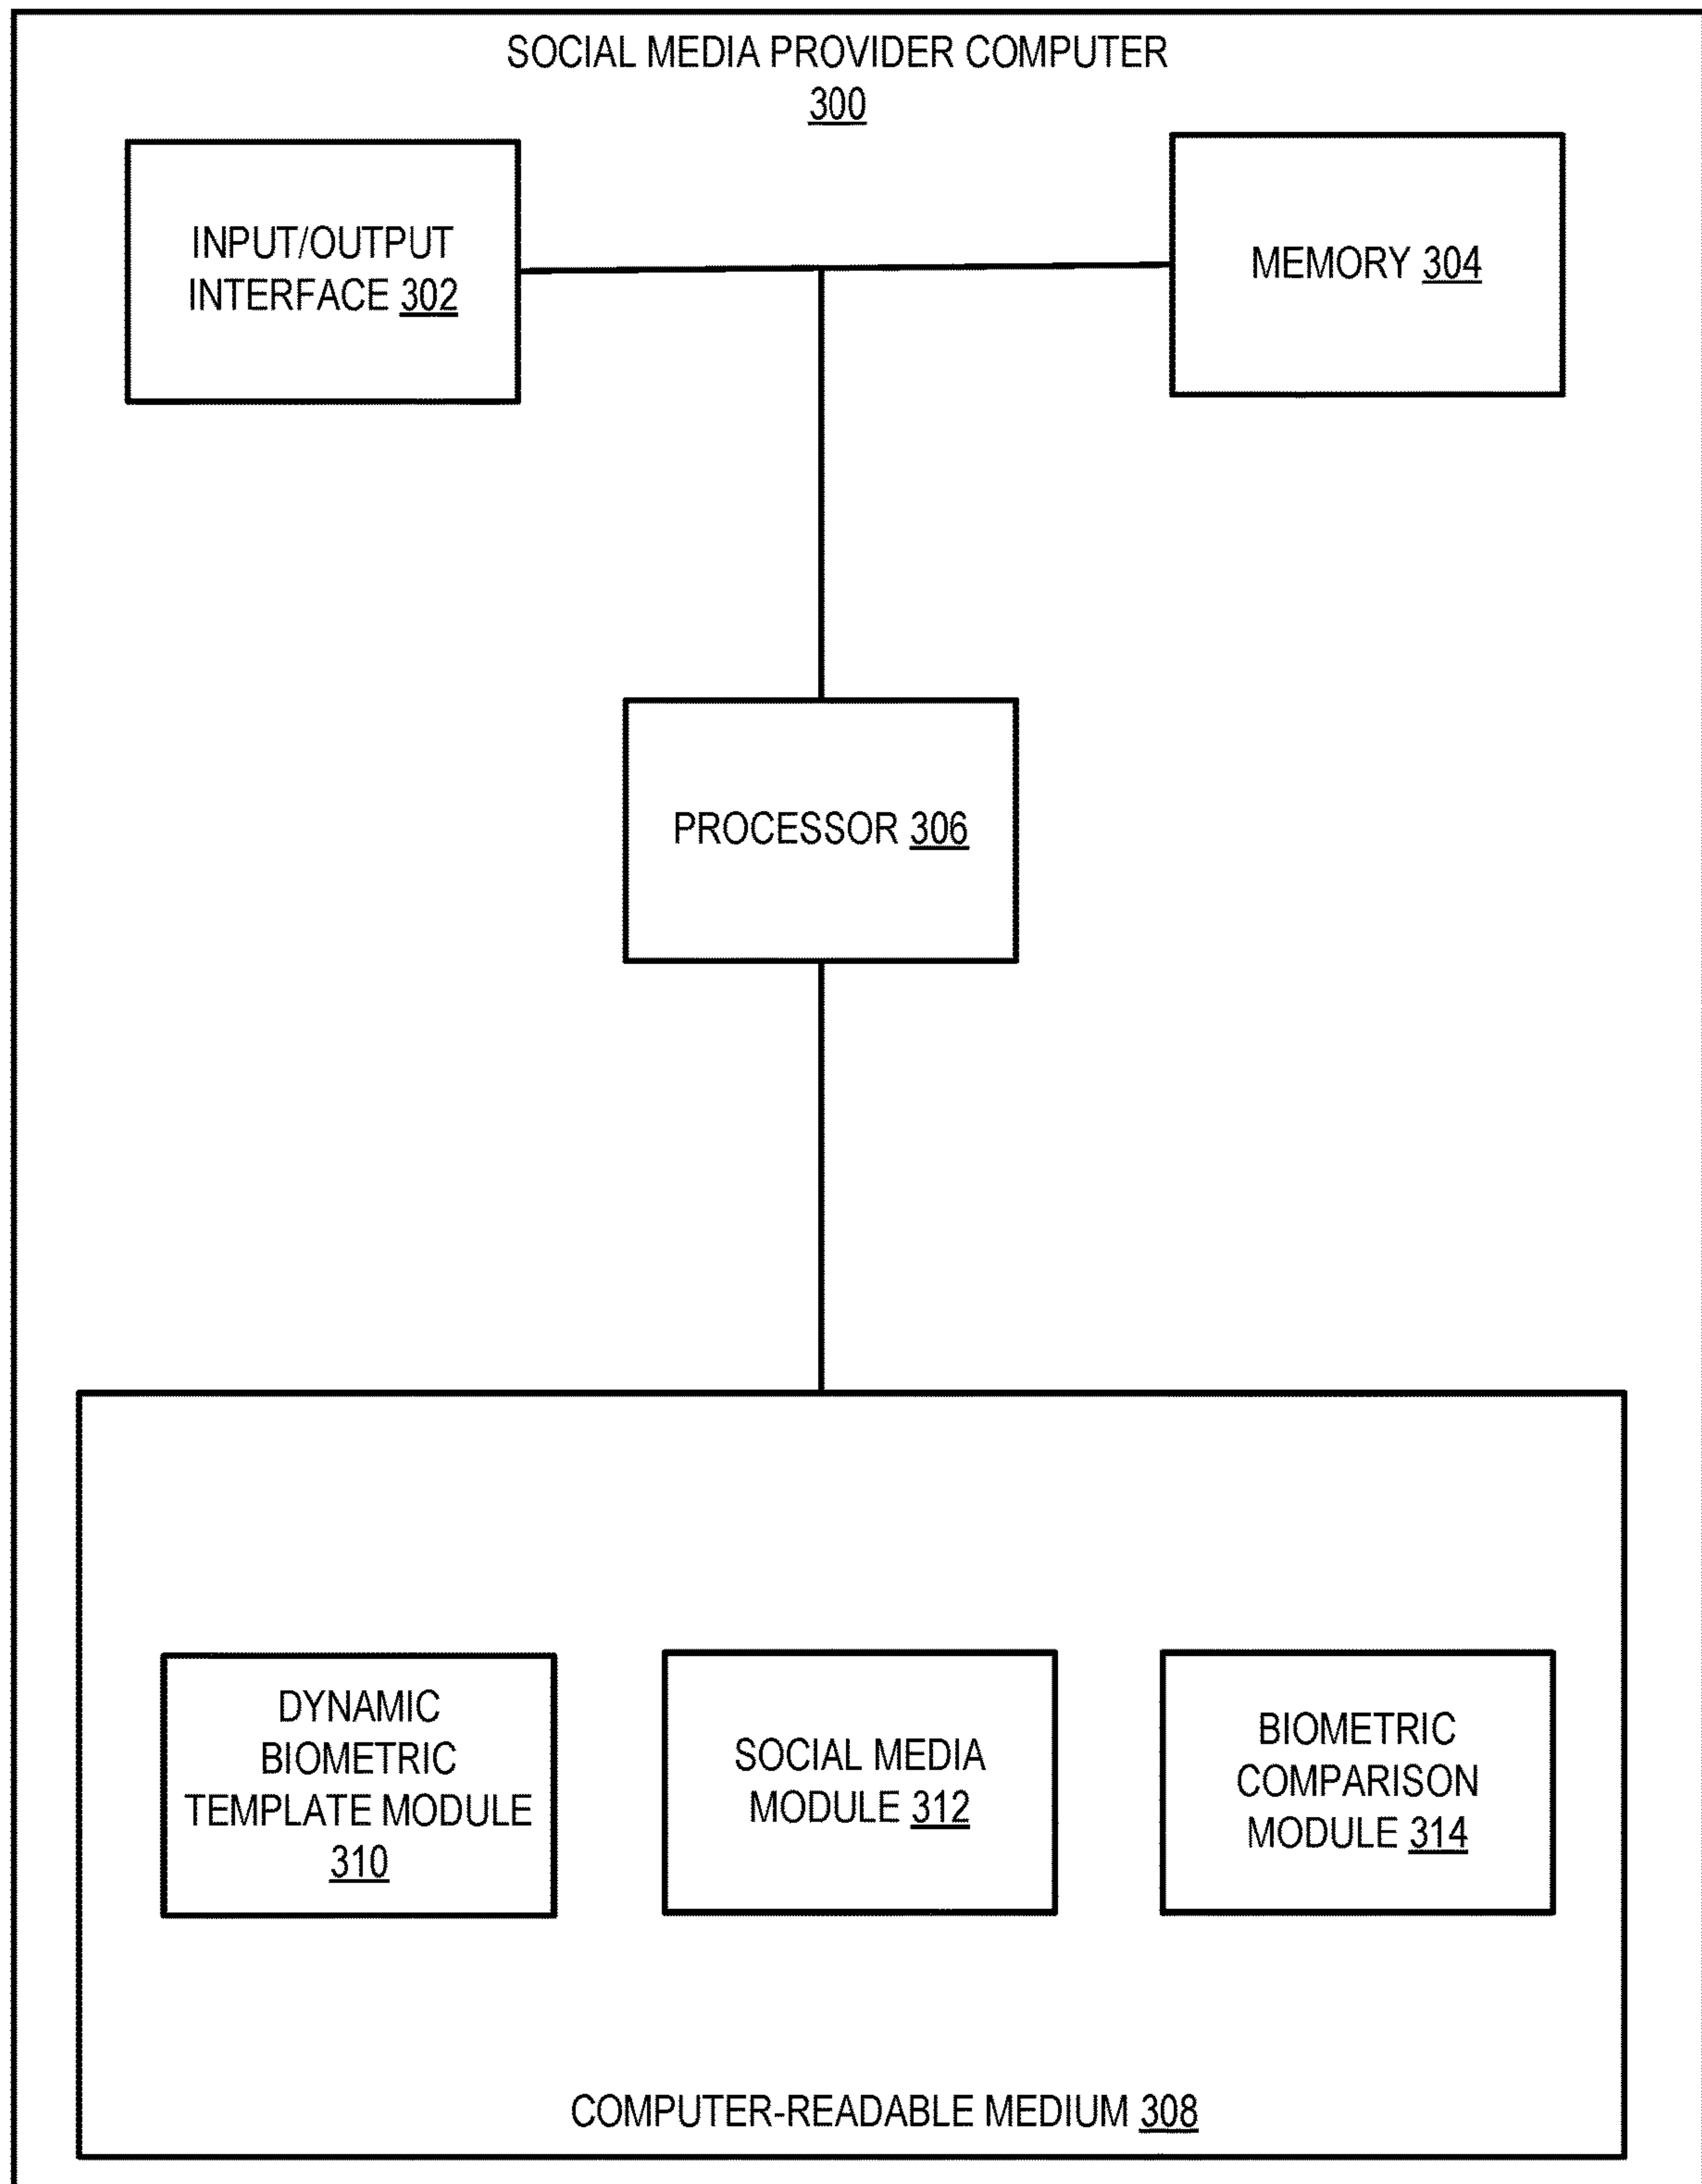 SOCIAL MEDIA PROVIDER COMPUTER
300
INPUT/OUTPUT
INTERFACE 302
MEMORY 304
PROCESSOR 306
DYNAMIC
BIOMETRIC
TEMPLATE MODULE
310
SOCIAL MEDIA
MODULE 312
BIOMETRIC
COMPARISON
MODULE 314
COMPUTER-READABLE MEDIUM 308